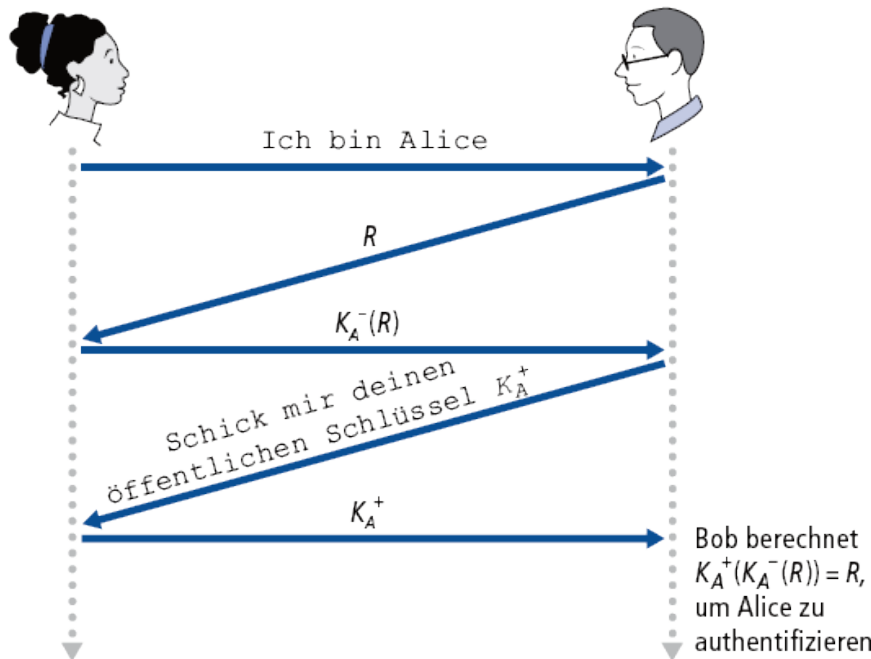 Ich bin Alice
R
K_A^-(R)
Schick mir deinen
öffentlichen Schlüssel K_A^+
K_A^+
Bob berechnet
K_A^+(K_A^-(R)) = R,
um Alice zu
authentifizieren